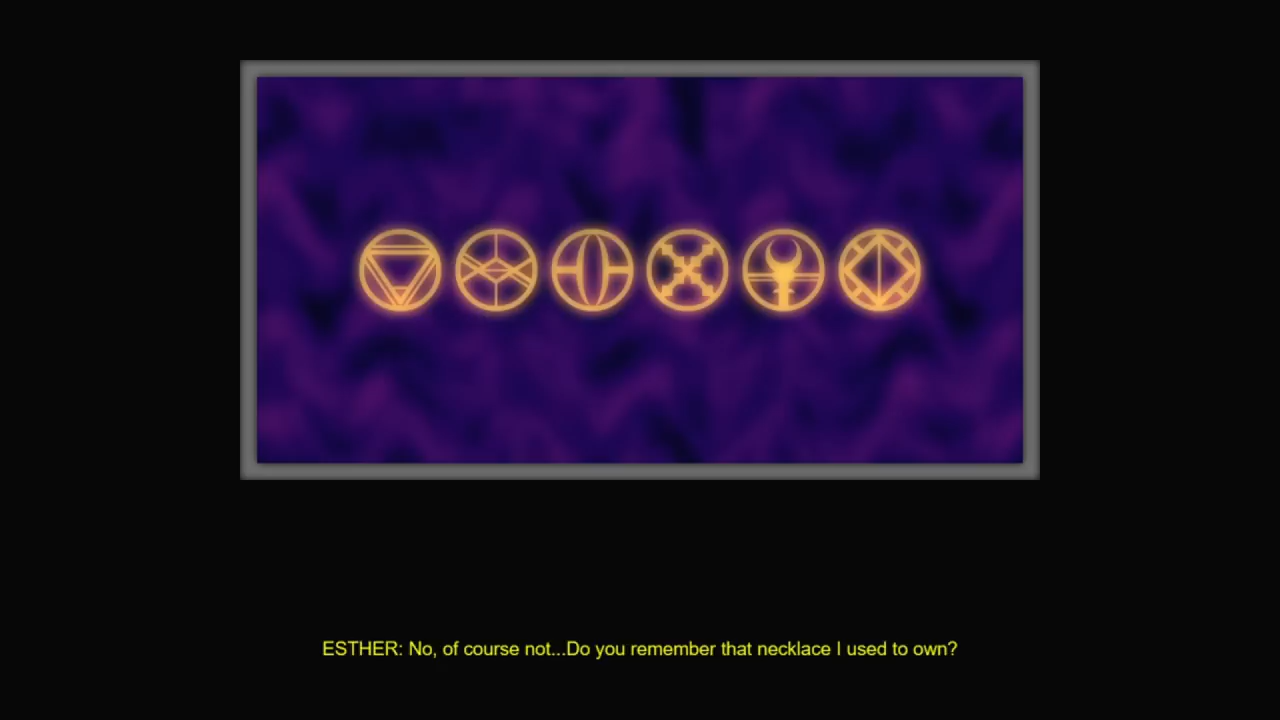 ESTHER: No, of course not...Do you remember that necklace I used to own?